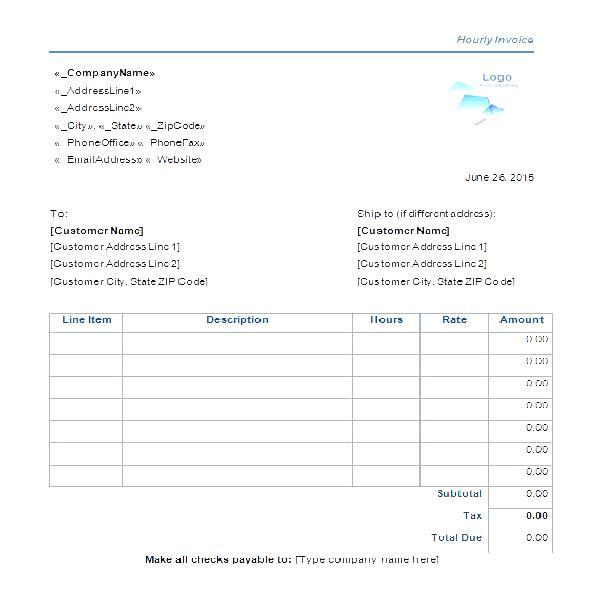 Hourly Invoice
«_CompanyName»
Logo
«_AddressLine1»
«_AddressLine2»
«_City», «_State» «_ZipCode»
«_PhoneOffice» «_PhoneFax»
«_EmailAddress» «_Website»
June 26, 2015
To: Ship to (if different address):
[Customer Name] [Customer Name]
[Customer Address Line 1] [Customer Address Line 1]
[Customer Address Line 2] [Customer Address Line 2]
[Customer City, State ZIP Code] [Customer City, State ZIP Code]
Line Item Description Hours Rate Amount
0.00
0.00
0.00
0.00
0.00
0.00
0.00
Subtotal 0.00
Tax 0.00
Total Due 0.00
Make all checks payable to: [Type company name here]